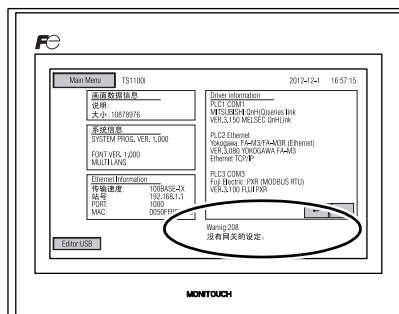 Fe
Main Menu TS1100i 2012-12-1 16:57:15
画面数据信息
说明:
大小: 10878976
系统信息
SYSTEM PROG. VER. 1.000
FONT VER. 1.000
MULTI LANG
Ethernet Information
传输速度: 100BASE-TX
站号: 192.168.1.1
PORT: 1000
MAC:
Driver information
PLC1 COM1
MITSUBISHI: QnH(Q)series link
VER.3.150 MELSEC QnHLink
PLC2 Ethernet
Yokogawa: FA-M3/FA-M3R (Ethernet)
VER.3.080 YOKOGAWA FA-M3
Ethernet TCP/IP
PLC3 COM3
Fuji Electric: PXR (MODBUS RTU)
VER.3.100 FUJI PXR
←
Warnig:208
没有网关的设定。
Editor:USB
MONITOUCH